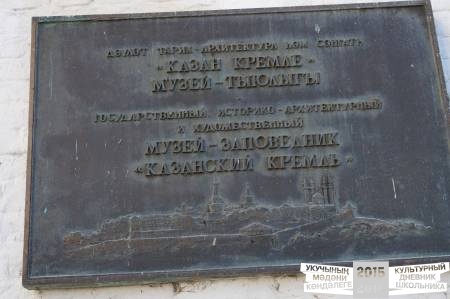 ДӘҮЛӘТ ТАРИХ-АРХИТЕКТУРА ҺӘМ СӘНГАТЬ
"КАЗАН КРЕМЛЕ"
МУЗЕЙ-ТЫЮЛЫГЫ
ГОСУДАРСТВЕННЫЙ ИСТОРИКО-АРХИТЕКТУРНЫЙ
И ХУДОЖЕСТВЕННЫЙ
МУЗЕЙ-ЗАПОВЕДНИК
"КАЗАНСКИЙ КРЕМЛЬ"
УКУЧЫНЫҢ
МӘДӘНИ
КӨНДӘЛЕГЕ
2015
КУЛЬТУРНЫЙ
ДНЕВНИК
ШКОЛЬНИКА